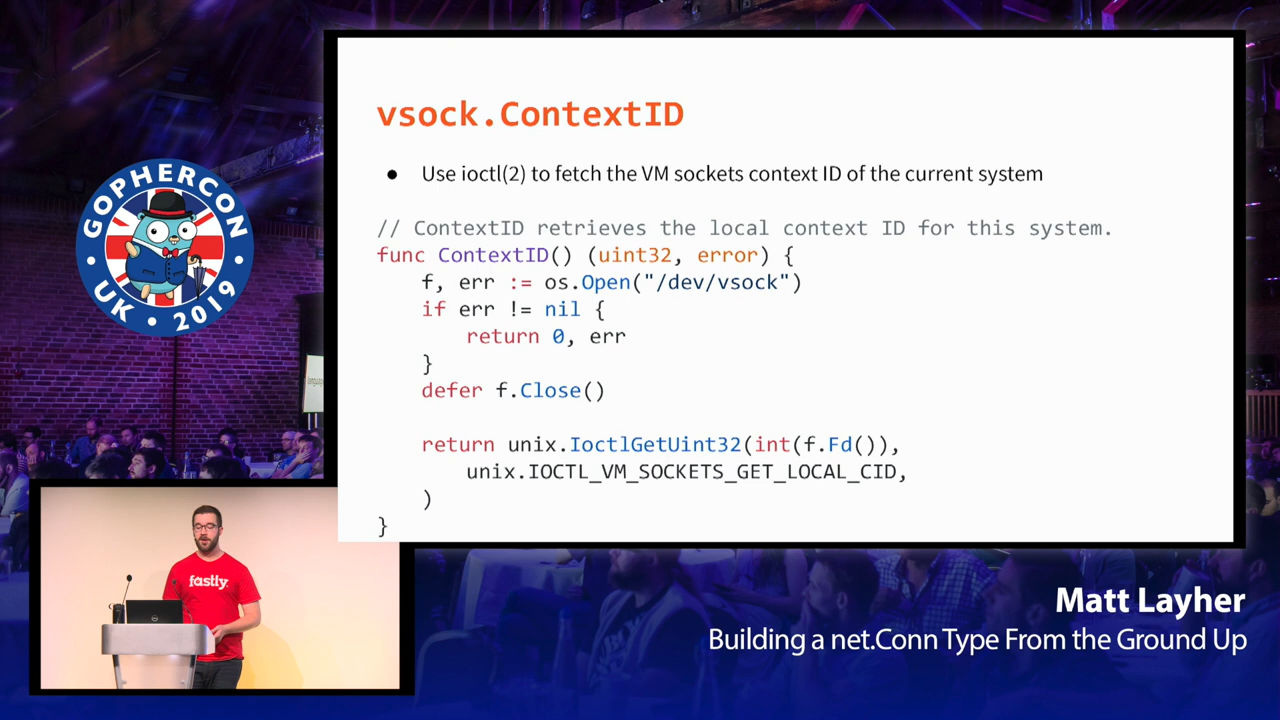 vsock.ContextID
● Use ioctl(2) to fetch the VM sockets context ID of the current system
// ContextID retrieves the local context ID for this system.
func ContextID() (uint32, error) {
f, err := os.Open("/dev/vsock")
if err != nil {
return 0, err
}
defer f.Close()
return unix.IoctlGetUint32(int(f.Fd()),
unix.IOCTL_VM_SOCKETS_GET_LOCAL_CID,
)
}
GOPHERCON
• UK • 2019 •
fastly
Matt Layher
Building a net.Conn Type From the Ground Up